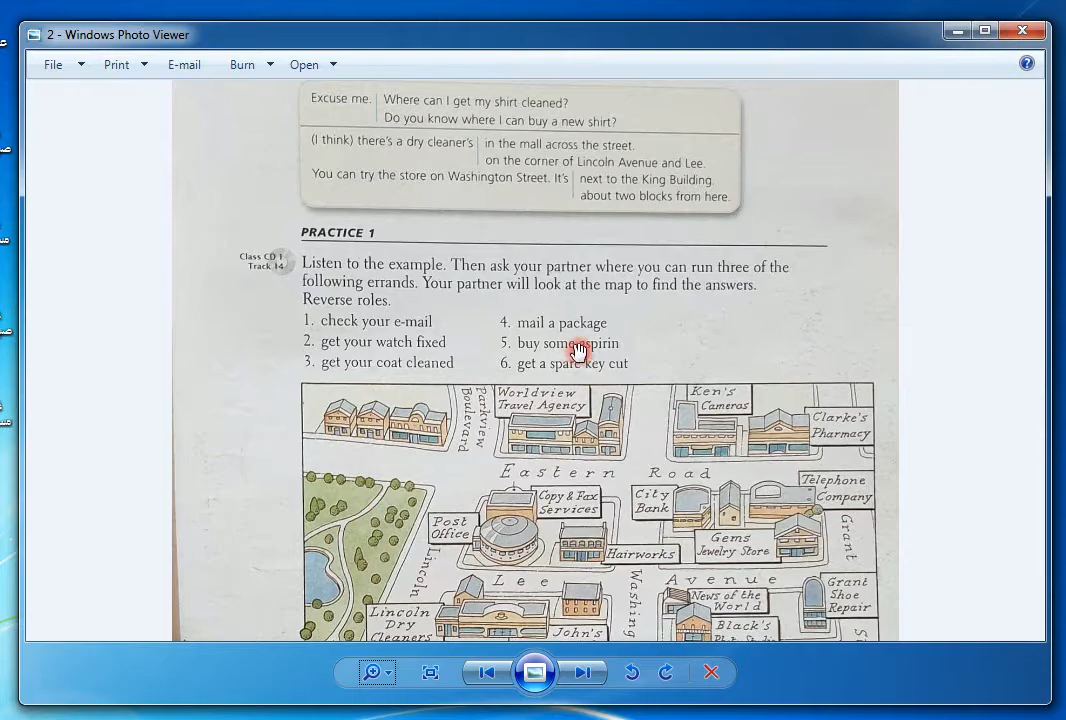 2 - Windows Photo Viewer
File Print E-mail Burn Open
Excuse me. Where can I get my shirt cleaned?
Do you know where I can buy a new shirt?
(I think) there's a dry cleaner's in the mall across the street.
on the corner of Lincoln Avenue and Lee.
You can try the store on Washington Street. It's next to the King Building.
about two blocks from here.
PRACTICE 1
Class CD 1
Track 14
Listen to the example. Then ask your partner where you can run three of the
following errands. Your partner will look at the map to find the answers.
Reverse roles.
1. check your e-mail
2. get your watch fixed
3. get your coat cleaned
4. mail a package
5. buy some aspirin
6. get a spare key cut
Parkview
Boulevard
Worldview
Travel Agency
Ken's
Cameras
Clarke's
Pharmacy
Eastern Road
Telephone
Company
Copy & Fax
Services
City
Bank
Post
Office
Gems
Jewelry Store
Grant
Hairworks
Lincoln
Lee Avenue
Washing
News of the
World
Grant
Shoe
Repair
Lincoln
Dry
Cleaners
John's
Black's